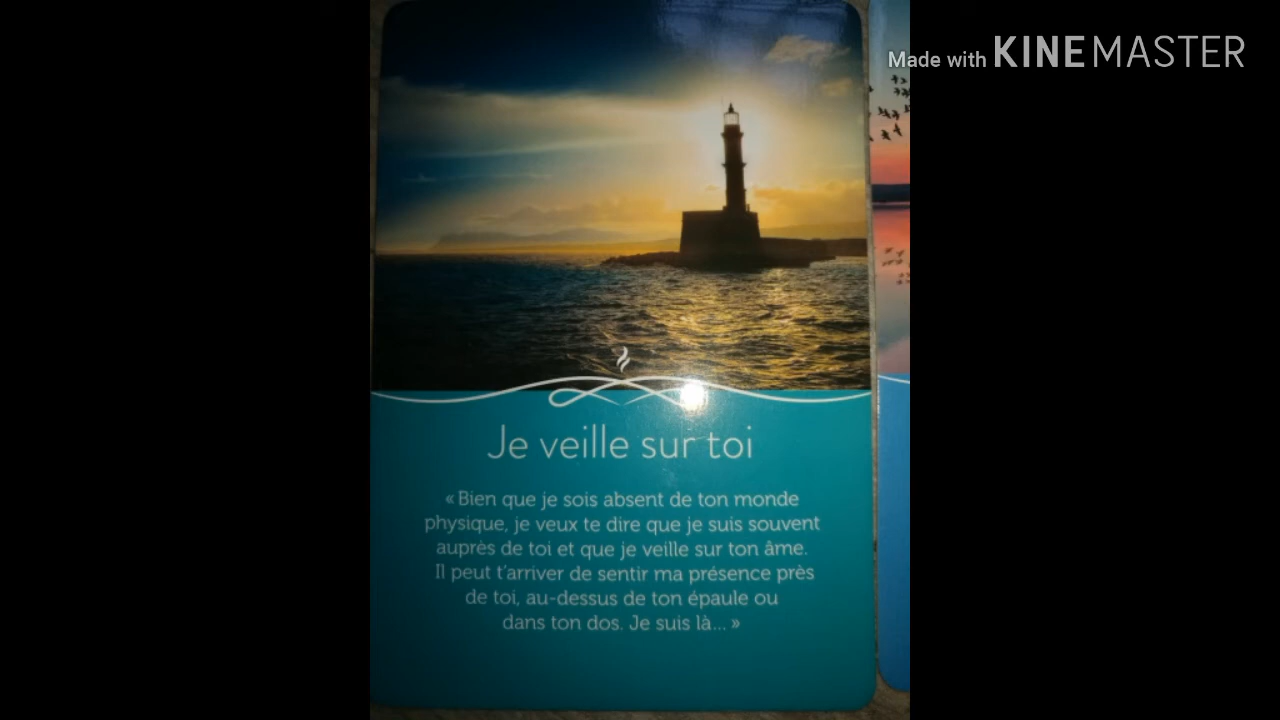 Made with KINEMASTER
Je veille sur toi
« Bien que je sois absent de ton monde
physique, je veux te dire que je suis souvent
auprès de toi et que je veille sur ton âme.
Il peut t'arriver de sentir ma présence près
de toi, au-dessus de ton épaule ou
dans ton dos. Je suis là... »